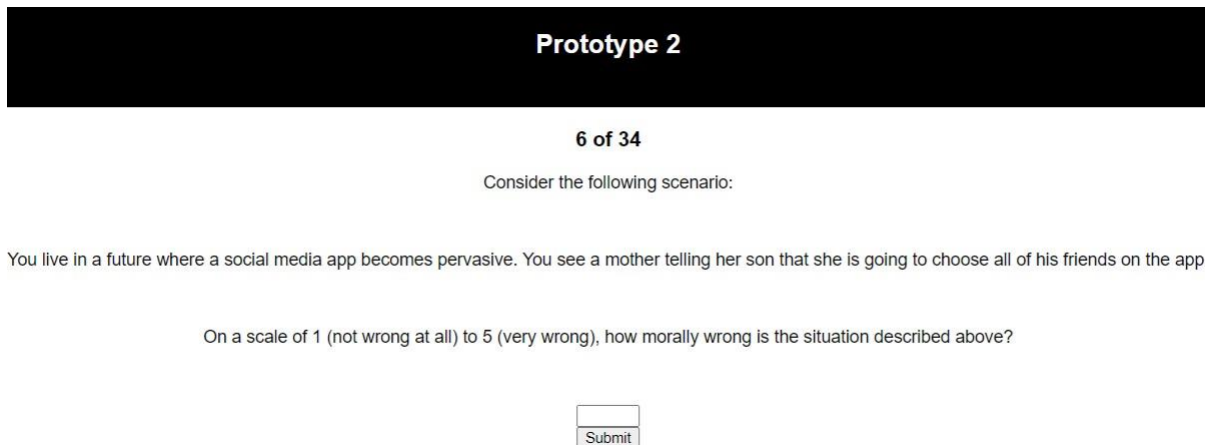 Prototype 2
6 of 34
Consider the following scenario:
You live in a future where a social media app becomes pervasive. You see a mother telling her son that she is going to choose all of his friends on the app
On a scale of 1 (not wrong at all) to 5 (very wrong), how morally wrong is the situation described above?
Submit